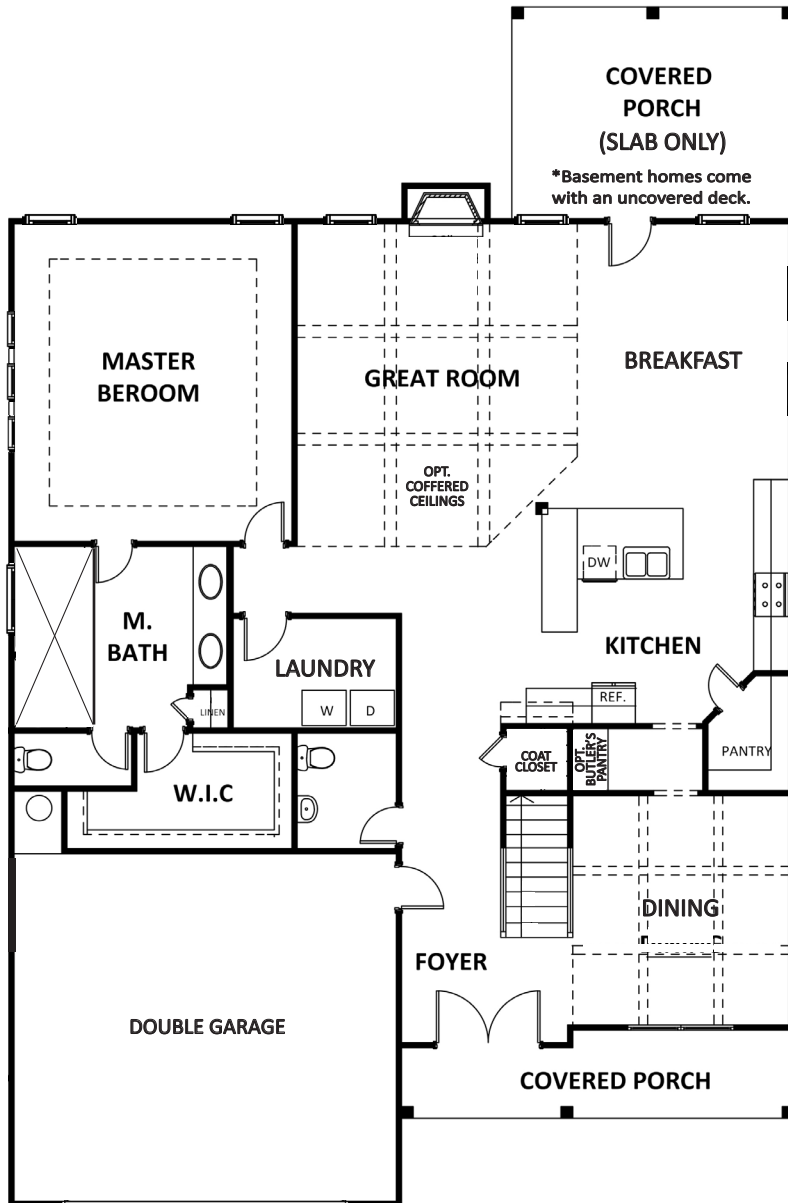 COVERED
PORCH
(SLAB ONLY)
*Basement homes come
with an uncovered deck.
MASTER
BEROOM
GREAT ROOM
BREAKFAST
OPT.
COFFERED
CEILINGS
DW
M.
BATH
KITCHEN
LAUNDRY
REF.
W
D
LINEN
PANTRY
COAT
CLOSET
OPT.
BUTLER'S
PANTRY
W.I.C
DINING
FOYER
DOUBLE GARAGE
COVERED PORCH